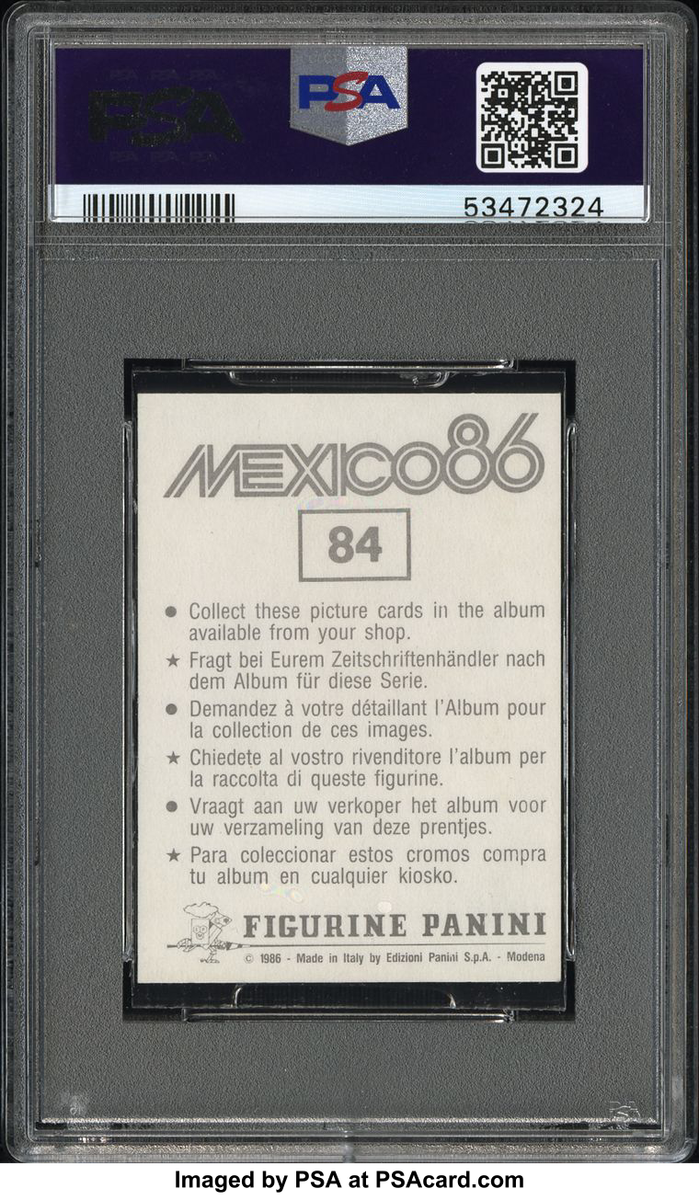 PSA
PSA
53472324
MEXICO86
84
● Collect these picture cards in the album
available from your shop.
★ Fragt bei Eurem Zeitschriftenhändler nach
dem Album für diese Serie.
● Demandez à votre détaillant l'Album pour
la collection de ces images.
★ Chiedete al vostro rivenditore l'album per
la raccolta di queste figurine.
● Vraagt aan uw verkoper het album voor
uw verzameling van deze prentjes.
★ Para coleccionar estos cromos compra
tu album en cualquier kiosko.
FIGURINE PANINI
© 1986 - Made in Italy by Edizioni Panini S.p.A. - Modena
PSA
Imaged by PSA at PSAcard.com